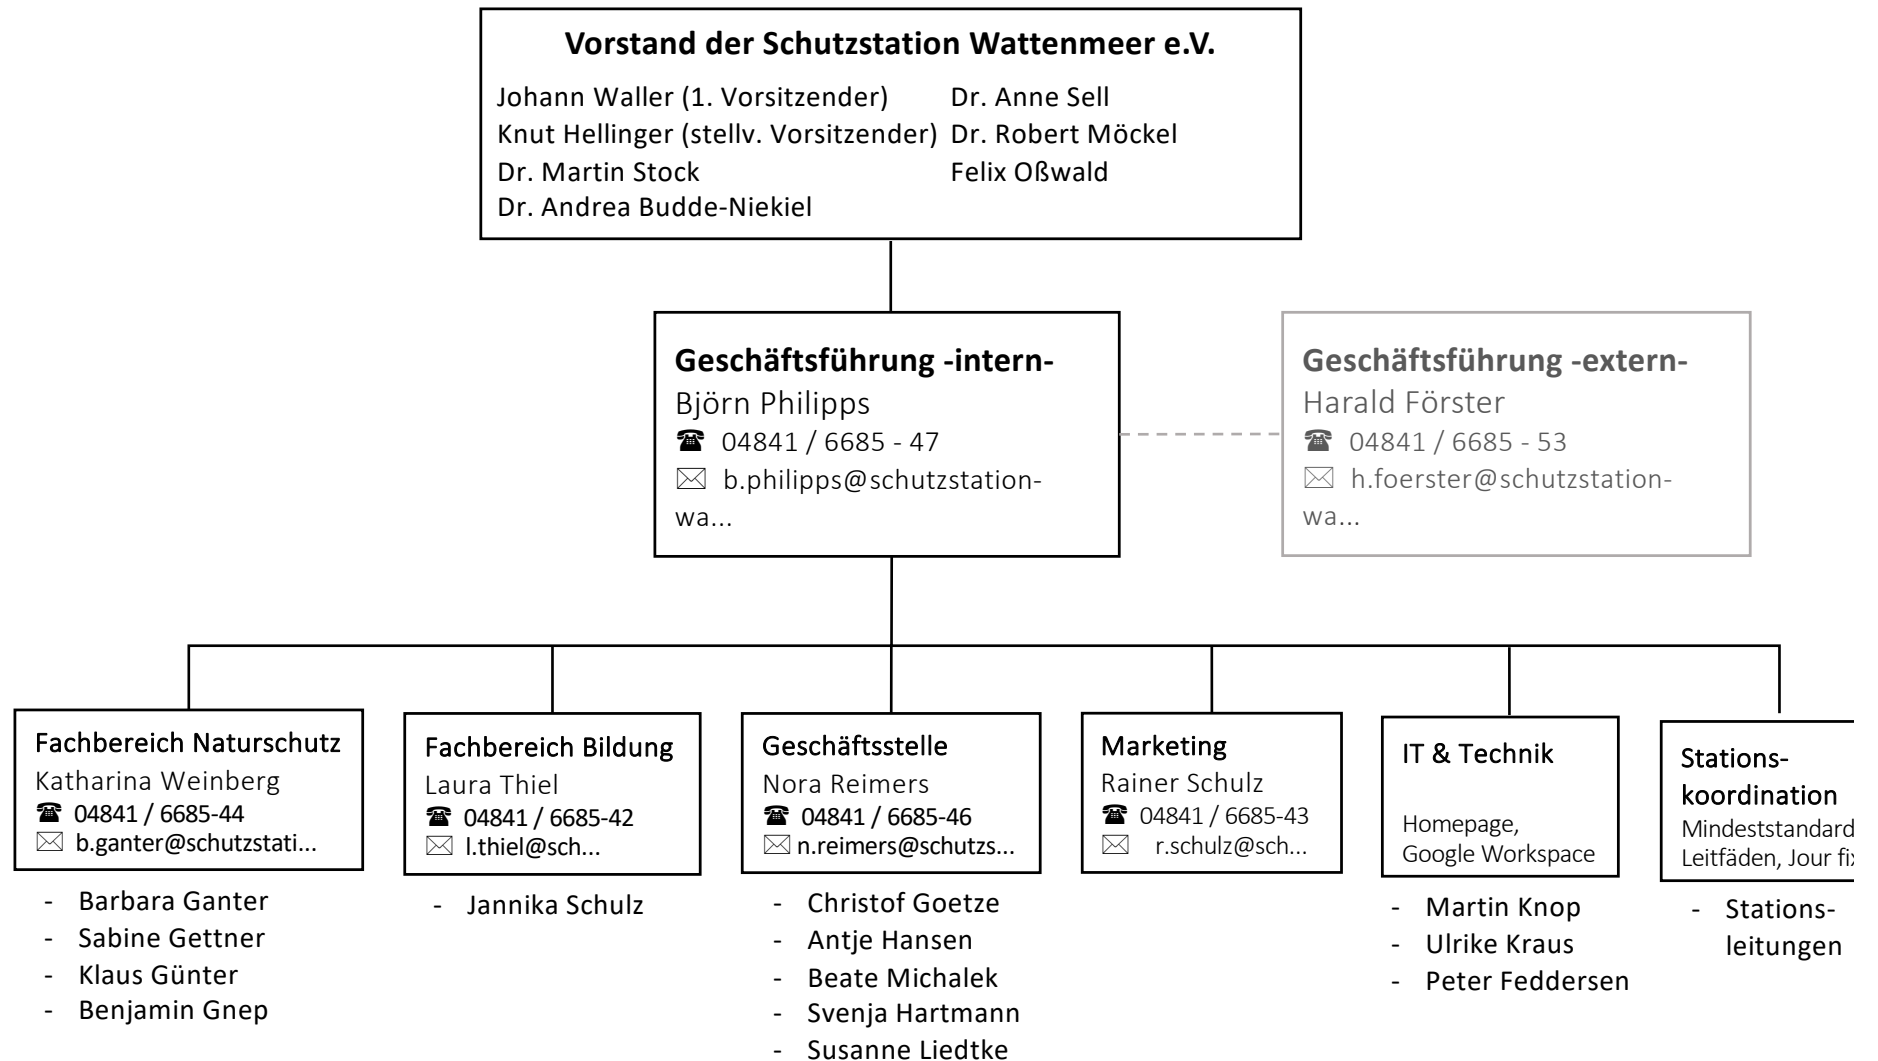 Vorstand der Schutzstation Wattenmeer e.V.
Johann Waller (1. Vorsitzender)
Knut Hellinger (stellv. Vorsitzender)
Dr. Martin Stock
Dr. Andrea Budde-Niekiel
Dr. Anne Sell
Dr. Robert Möckel
Felix Oßwald
Geschäftsführung -intern-
Björn Philipps
☎ 04841 / 6685 - 47
✉ b.philipps@schutzstation-
wa...
Geschäftsführung -extern-
Harald Förster
☎ 04841 / 6685 - 53
✉ h.foerster@schutzstation-
wa...
Fachbereich Naturschutz
Katharina Weinberg
☎ 04841 / 6685-44
✉ b.ganter@schutzstati...
- Barbara Ganter
- Sabine Gettner
- Klaus Günter
- Benjamin Gnep
Fachbereich Bildung
Laura Thiel
☎ 04841 / 6685-42
✉ l.thiel@sch...
- Jannika Schulz
Geschäftsstelle
Nora Reimers
☎ 04841 / 6685-46
✉ n.reimers@schutzs...
- Christof Goetze
- Antje Hansen
- Beate Michalek
- Svenja Hartmann
- Susanne Liedtke
Marketing
Rainer Schulz
☎ 04841 / 6685-43
✉ r.schulz@sch...
IT & Technik
Homepage,
Google Workspace
- Martin Knop
- Ulrike Kraus
- Peter Feddersen
Stations-
koordination
Mindeststandard
Leitfäden, Jour fix
- Stations-
leitungen